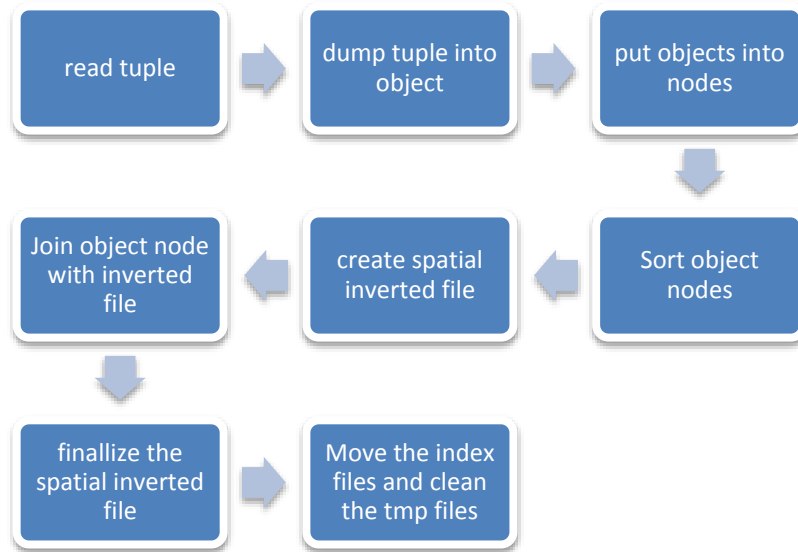 read tuple
dump tuple into
object
put objects into
nodes
Sort object
nodes
create spatial
inverted file
Join object node
with inverted
file
finallize the
spatial inverted
file
Move the index
files and clean
the tmp files